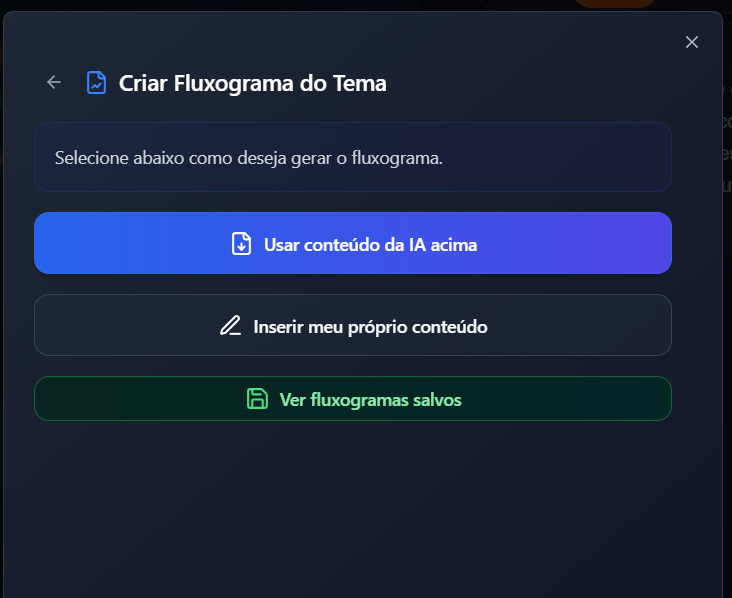 Criar Fluxograma do Tema
Selecione abaixo como deseja gerar o fluxograma.
Usar conteúdo da IA acima
Inserir meu próprio conteúdo
Ver fluxogramas salvos